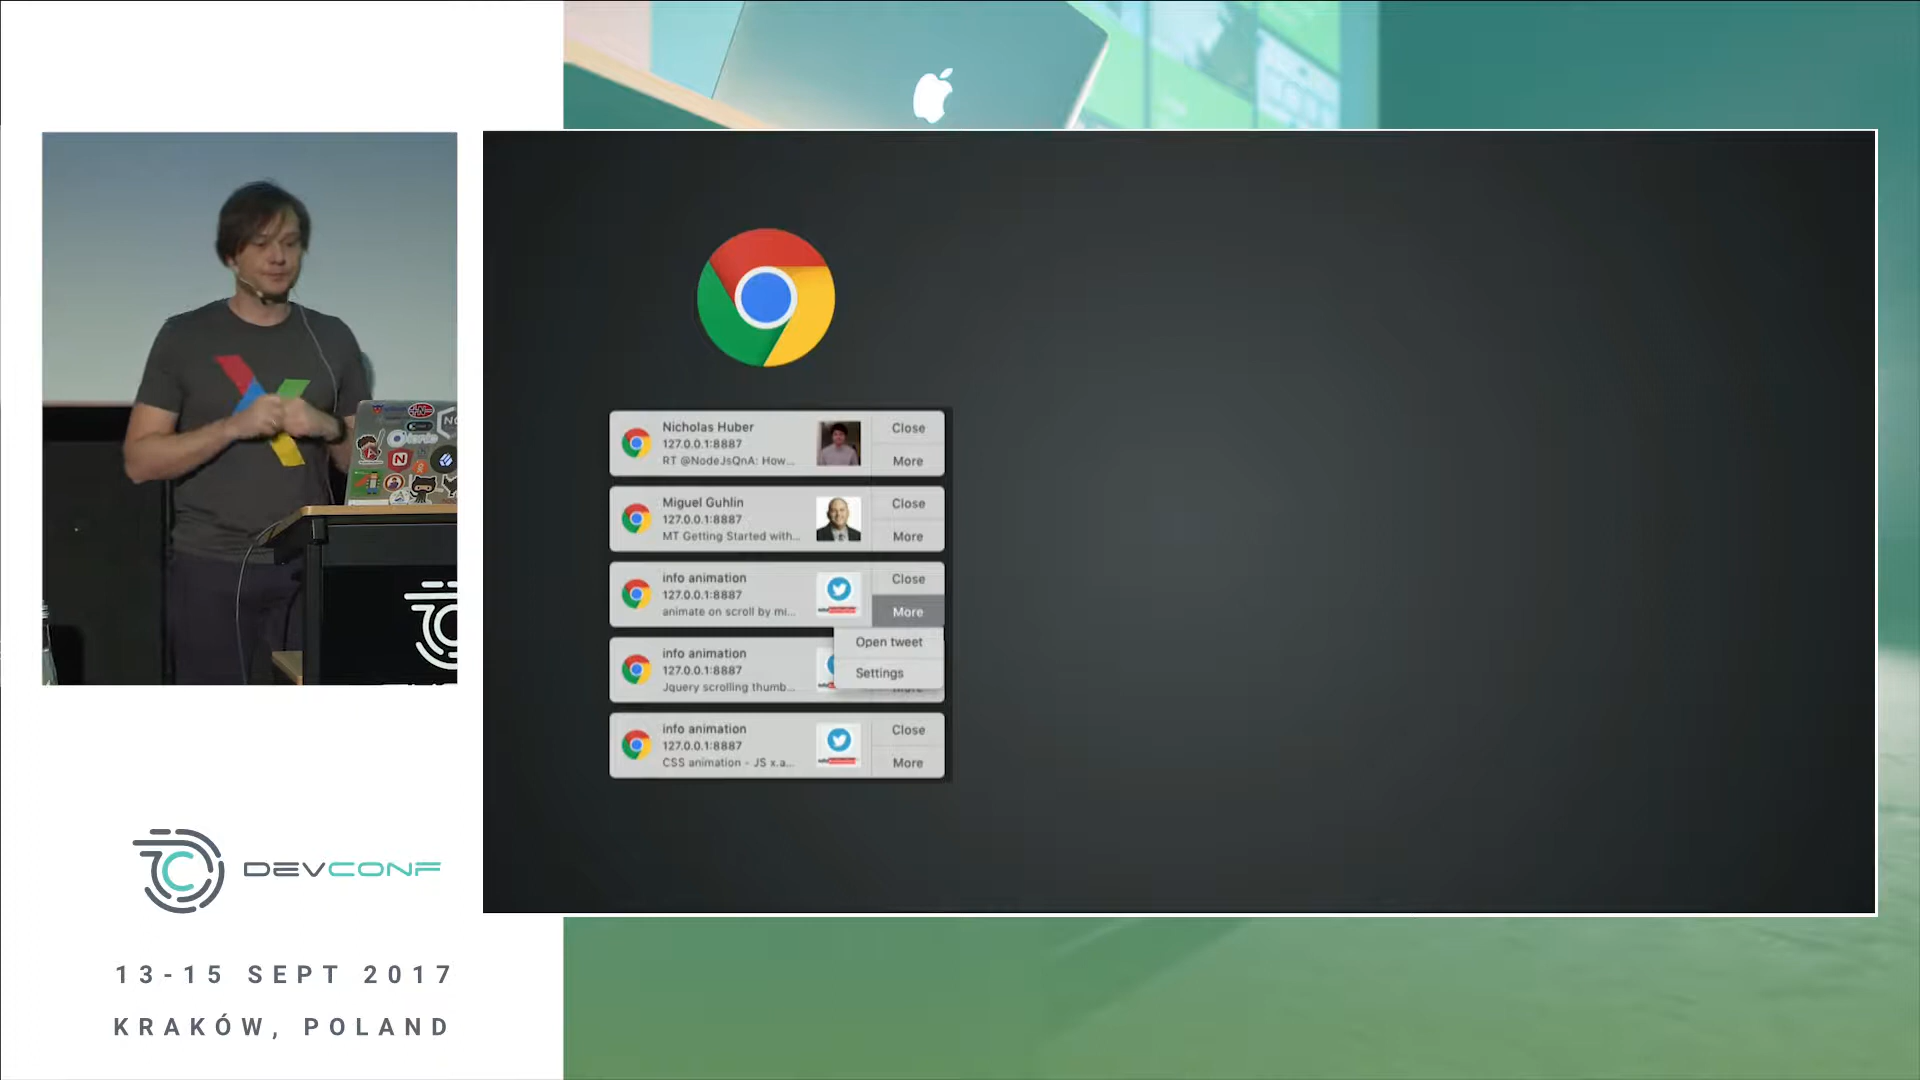 Nicholas Huber
127.0.0.1:8887
RT @NodeJsQnA: How...
Close
More
Miguel Guhlin
127.0.0.1:8887
MT Getting Started with...
Close
More
info animation
127.0.0.1:8887
animate on scroll by mi...
Close
More
Open tweet
Settings
info animation
127.0.0.1:8887
Jquery scrolling thumb...
info animation
127.0.0.1:8887
CSS animation - JS x.a...
Close
More
DEVCONF
13-15 SEPT 2017
KRAKÓW, POLAND